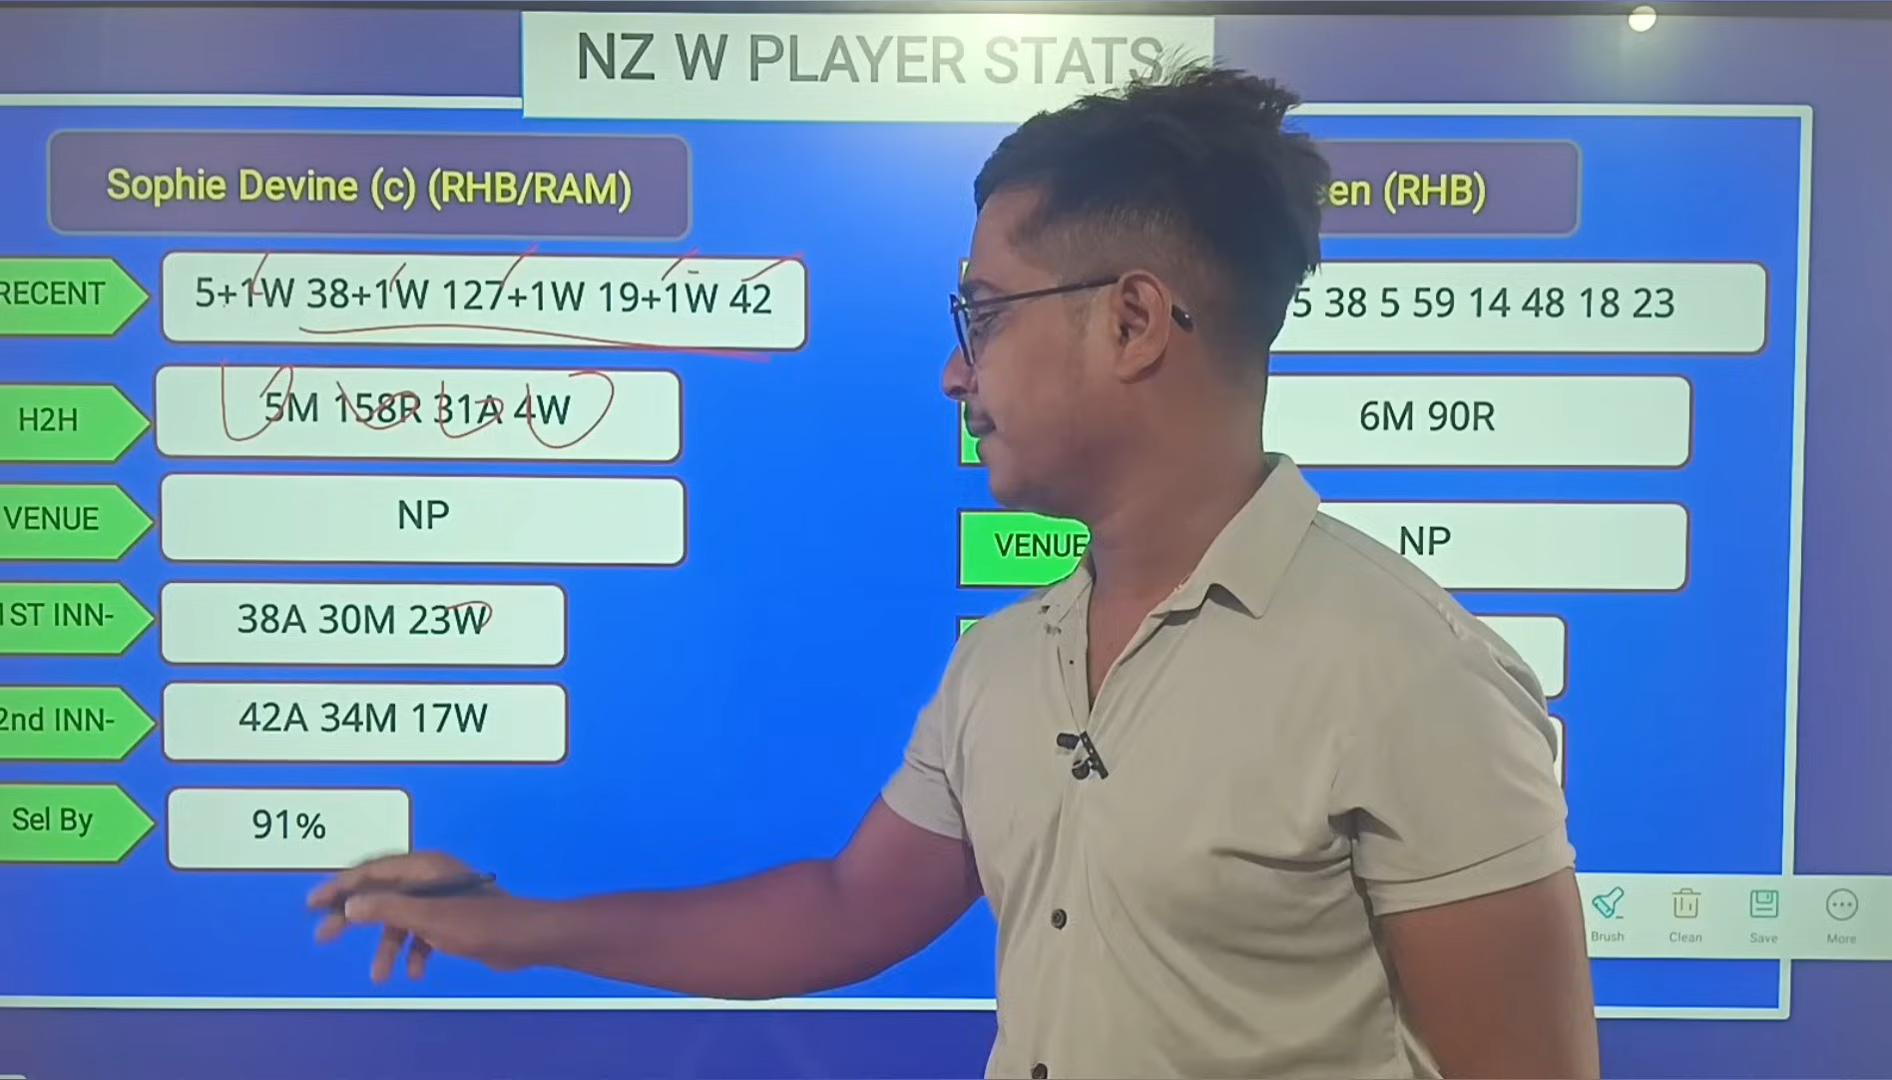 NZ W PLAYER STATS
Sophie Devine (c) (RHB/RAM)
RECENT
5+1W 38+1W 127+1W 19+1W 42
H2H
5M 158R 31A 4W
VENUE
NP
1ST INN-
38A 30M 23W
2nd INN-
42A 34M 17W
Sel By
91%
een (RHB)
5 38 5 59 14 48 18 23
6M 90R
VENUE
NP
Brush
Clean
Save
More